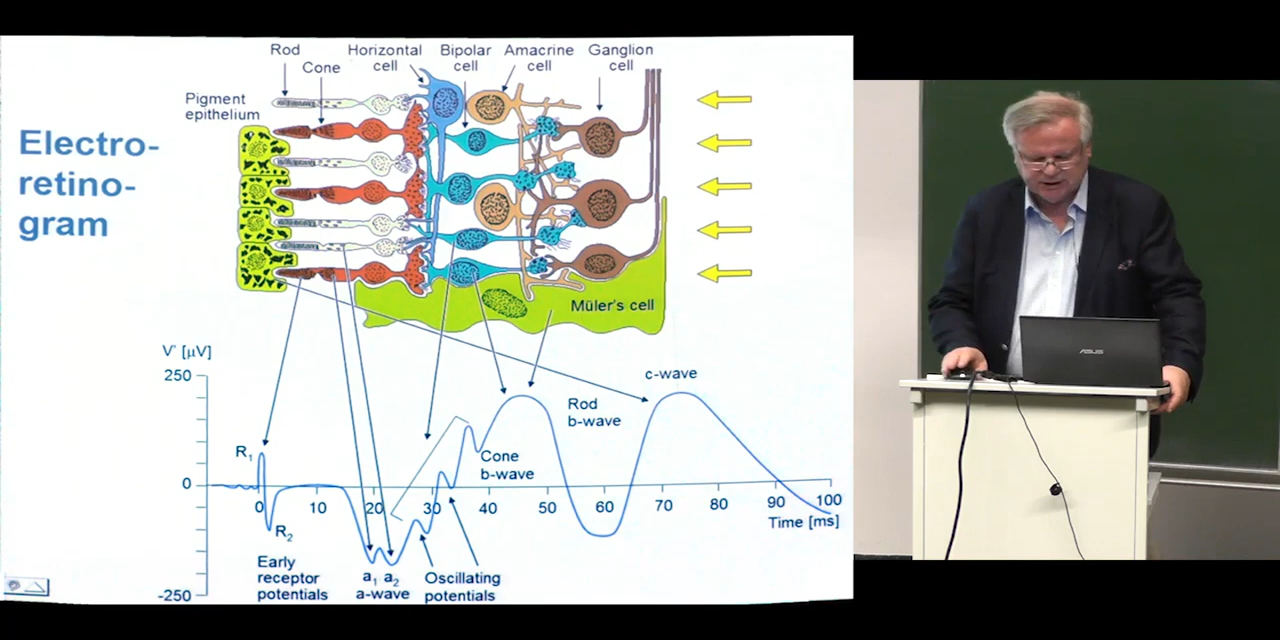 Electro-
retino-
gram
Rod
Cone
Horizontal
cell
Bipolar
cell
Amacrine
cell
Ganglion
cell
Pigment
epithelium
Müler's cell
V' [µV]
250
0
-250
R1
R2
0 10 20 30 40 50 60 70 80 90 100
Time [ms]
Early
receptor
potentials
a1 a2
a-wave
Oscillating
potentials
Cone
b-wave
Rod
b-wave
c-wave
ASUS